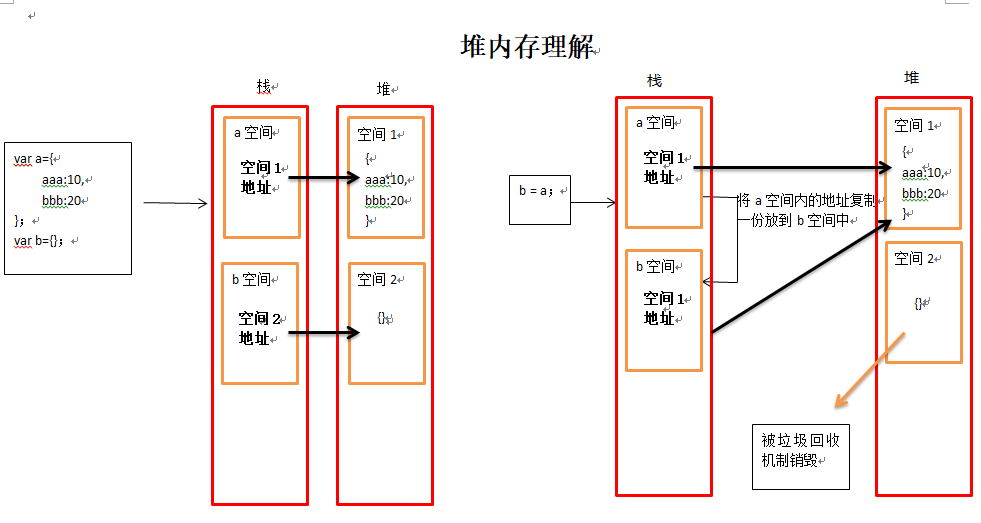 堆内存理解
栈
堆
var a={
aaa:10,
bbb:20
};
var b={};
a 空间
空间 1
地址
空间 1
{
aaa:10,
bbb:20
}
b 空间
空间 2
地址
空间 2
{}
b = a;
栈
堆
a 空间
空间 1
地址
空间 1
{
aaa:10,
bbb:20
}
将 a 空间内的地址复制
一份放到 b 空间中
b 空间
空间 1
地址
空间 2
{}
被垃圾回收
机制销毁